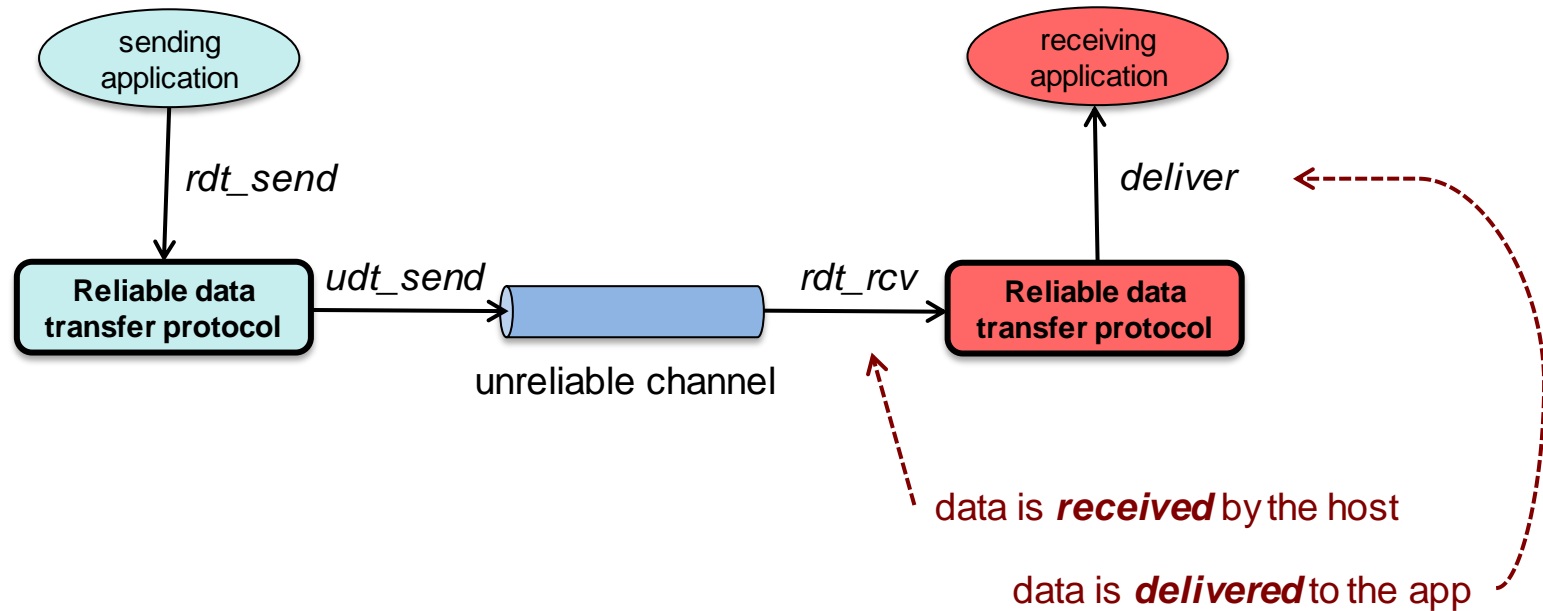 sending
application
receiving
application
rdt_send
deliver
Reliable data
transfer protocol
udt_send
rdt_rcv
Reliable data
transfer protocol
unreliable channel
data is received by the host
data is delivered to the app